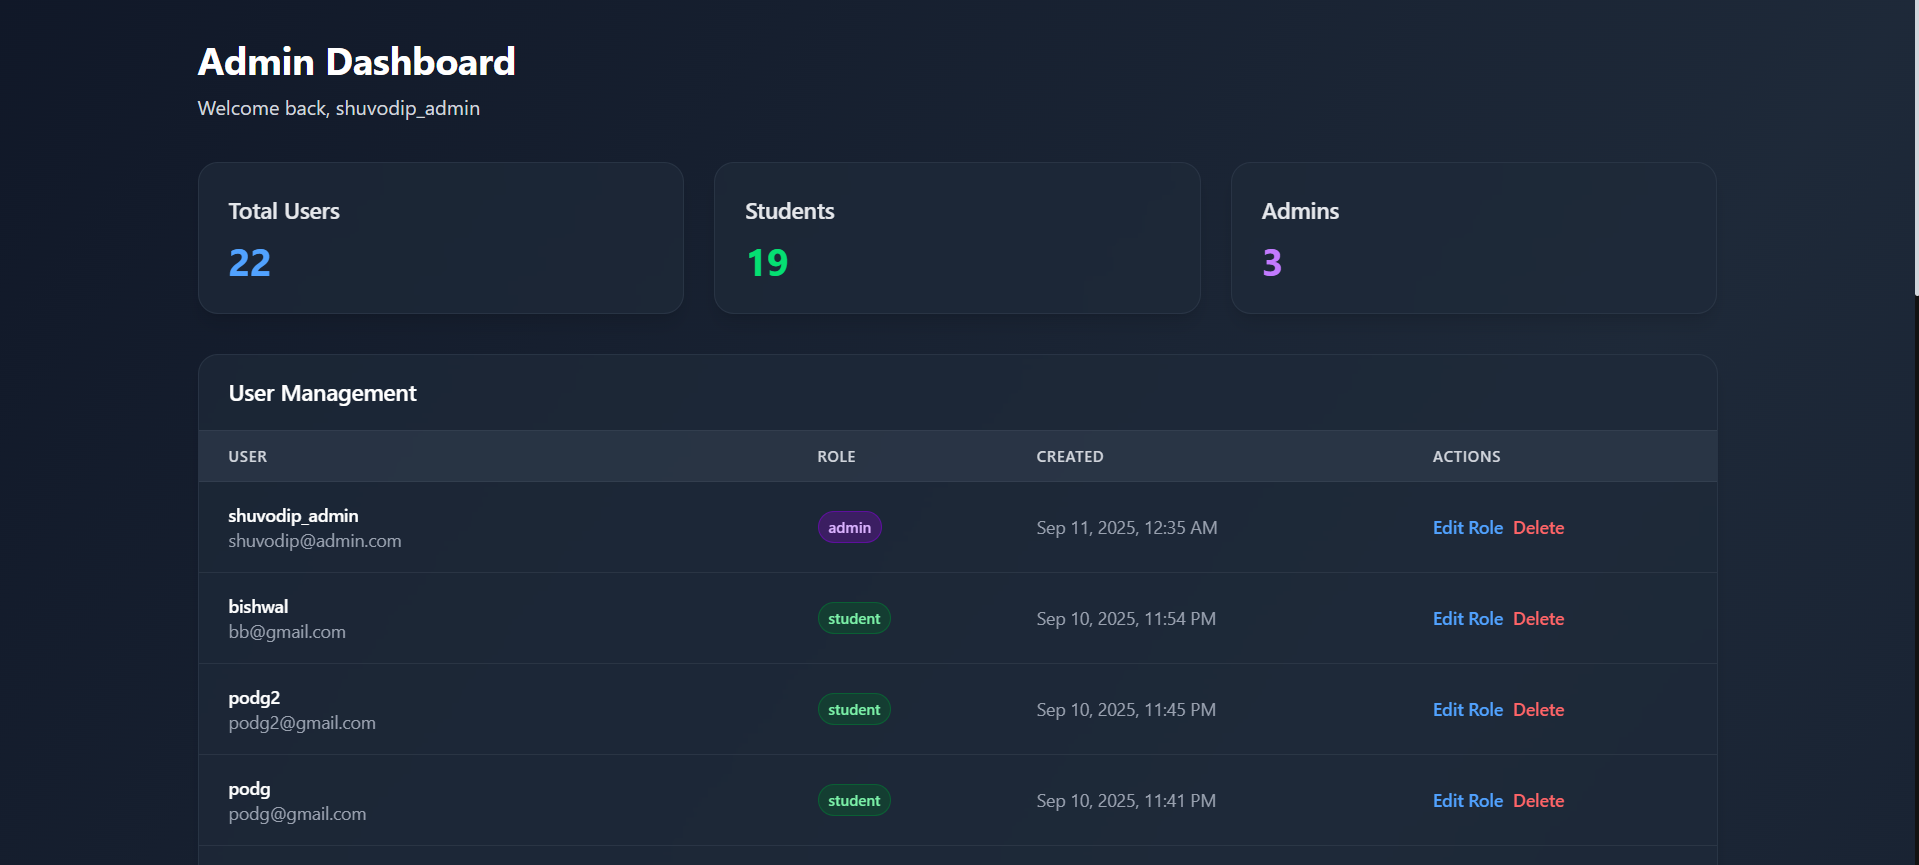 Admin Dashboard
Welcome back, shuvodip_admin
Total Users
22
Students
19
Admins
3
User Management
USER ROLE CREATED ACTIONS
shuvodip_admin
shuvodip@admin.com
admin
Sep 11, 2025, 12:35 AM
Edit Role Delete
bishwal
bb@gmail.com
student
Sep 10, 2025, 11:54 PM
Edit Role Delete
podg2
podg2@gmail.com
student
Sep 10, 2025, 11:45 PM
Edit Role Delete
podg
podg@gmail.com
student
Sep 10, 2025, 11:41 PM
Edit Role Delete